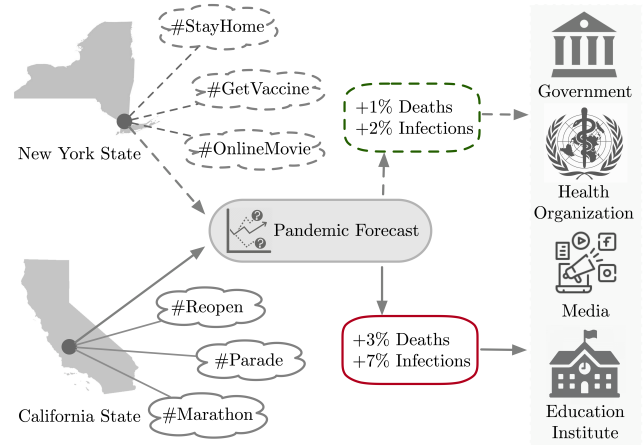 #StayHome
#GetVaccine
#OnlineMovie
New York State
+1% Deaths
+2% Infections
Government
Health
Organization
Pandemic Forecast
? ?
#Reopen
#Parade
#Marathon
California State
+3% Deaths
+7% Infections
Media
Education
Institute